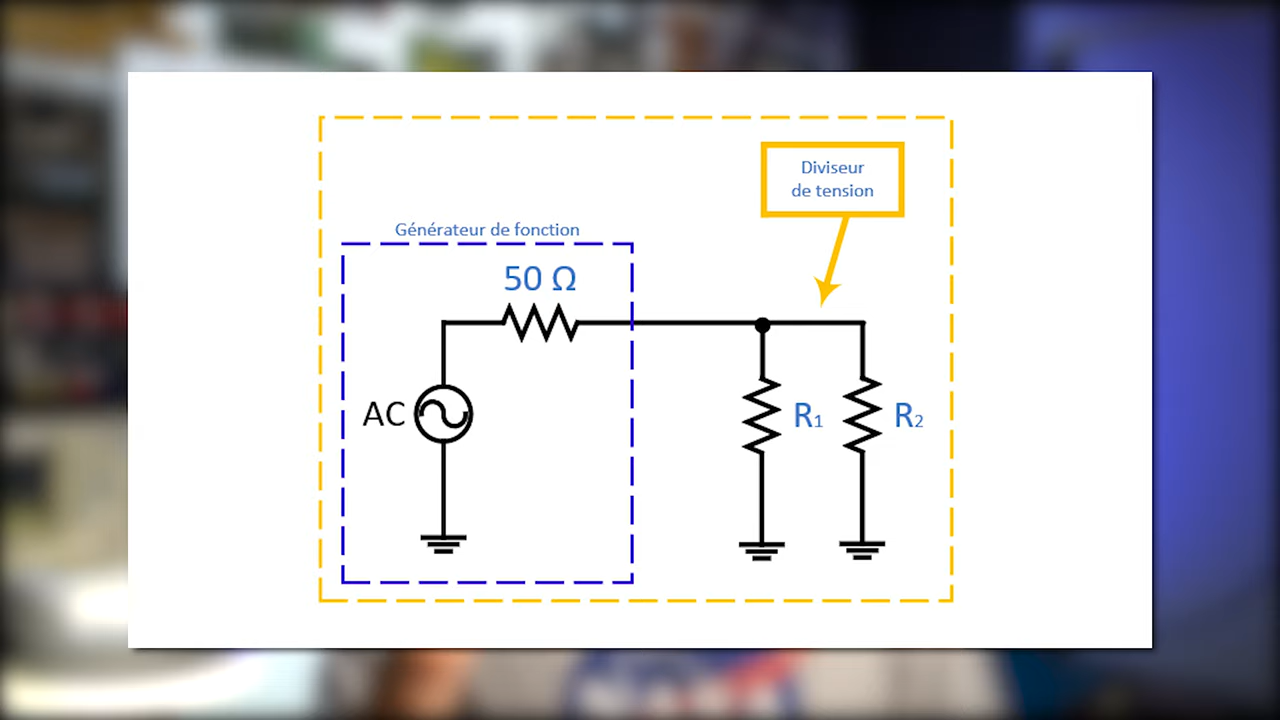 Diviseur
de tension
Générateur de fonction
50 Ω
AC
R1
R2